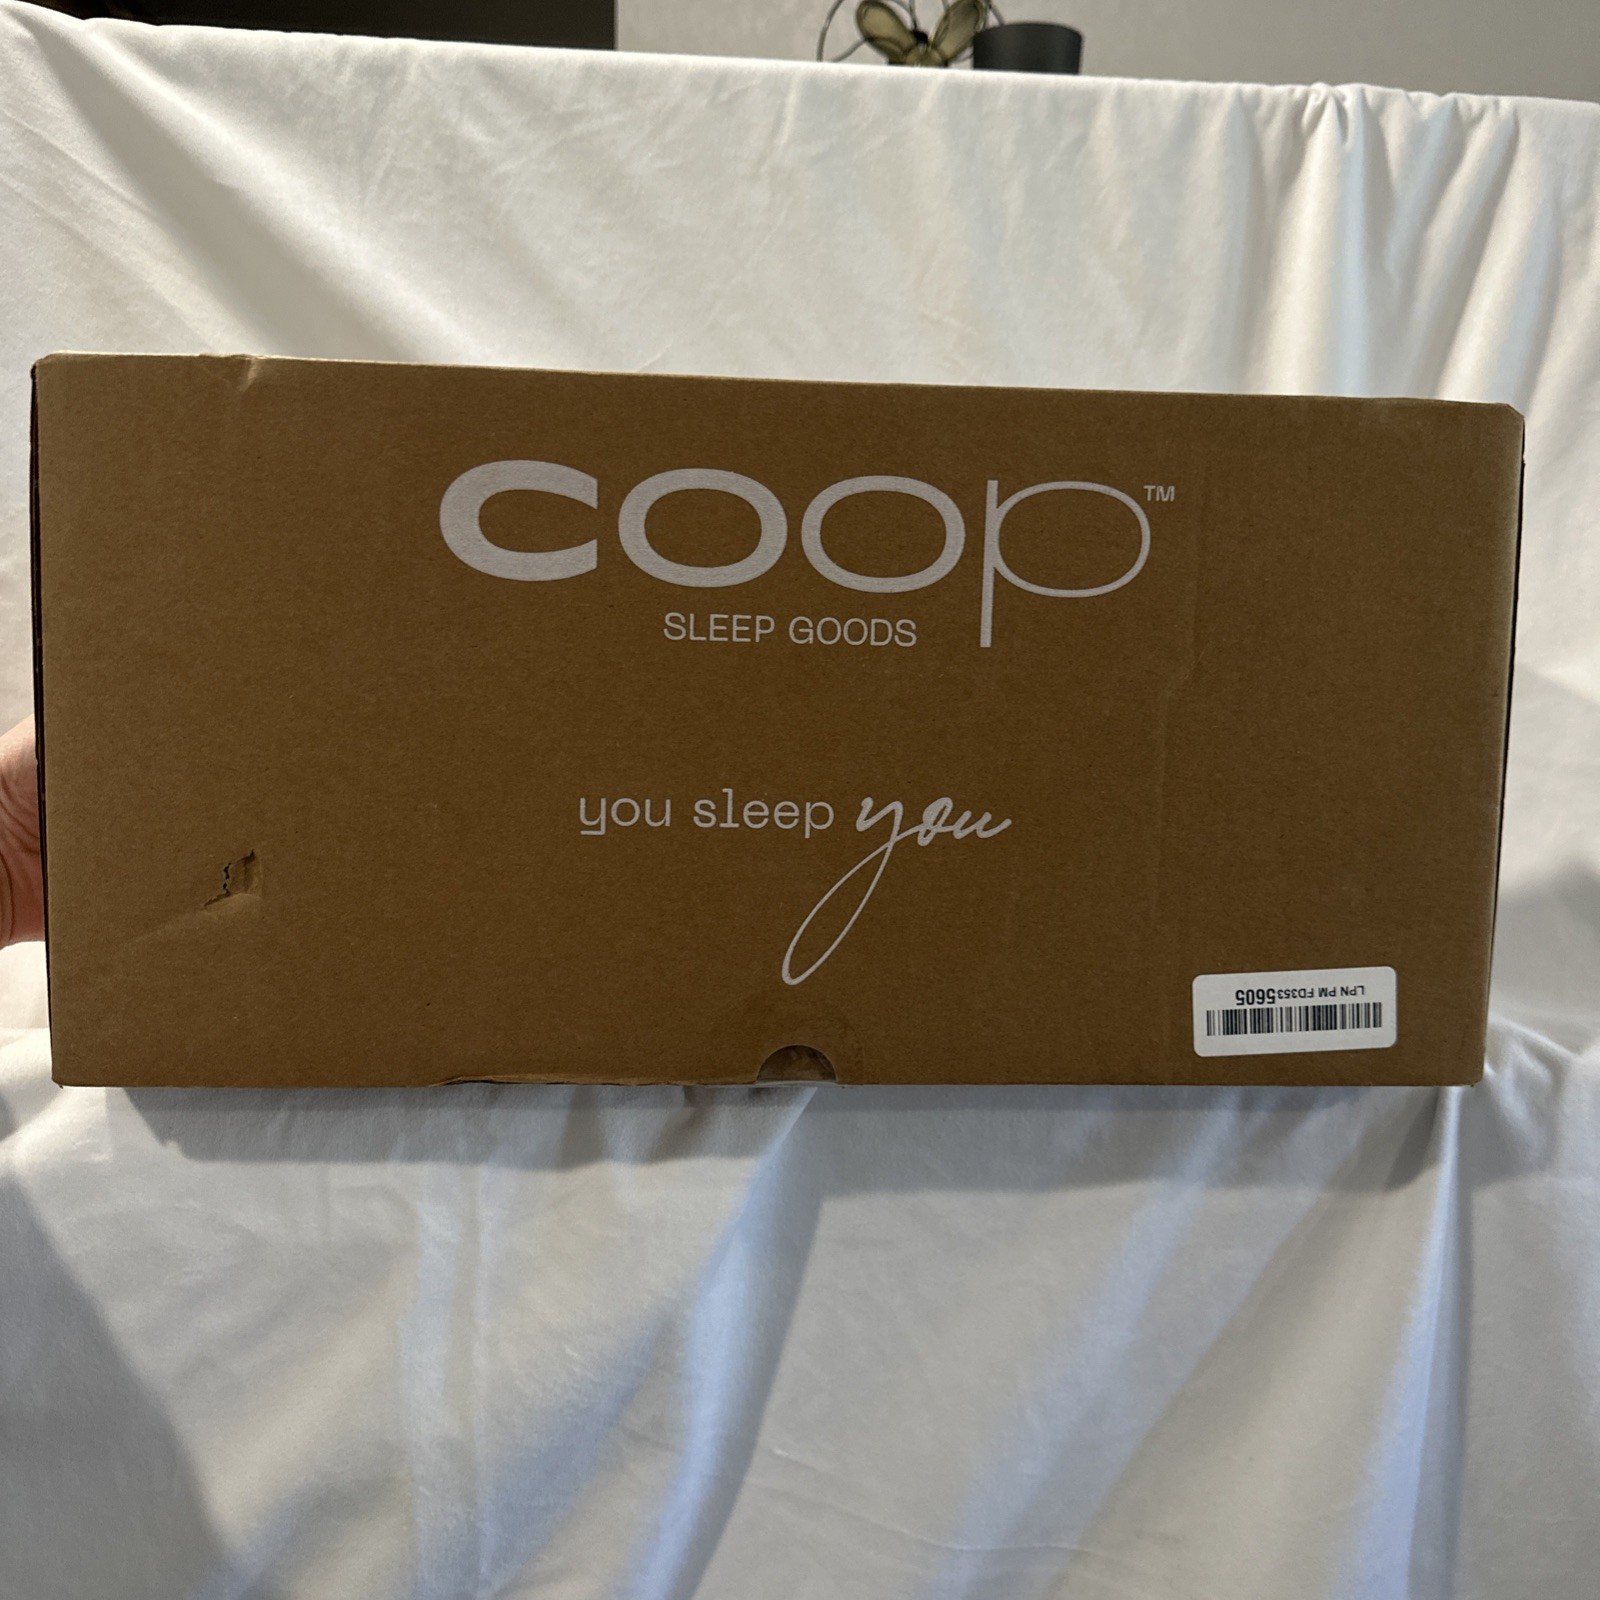 coop™
SLEEP GOODS
you sleep you
LPN PM FD3535605